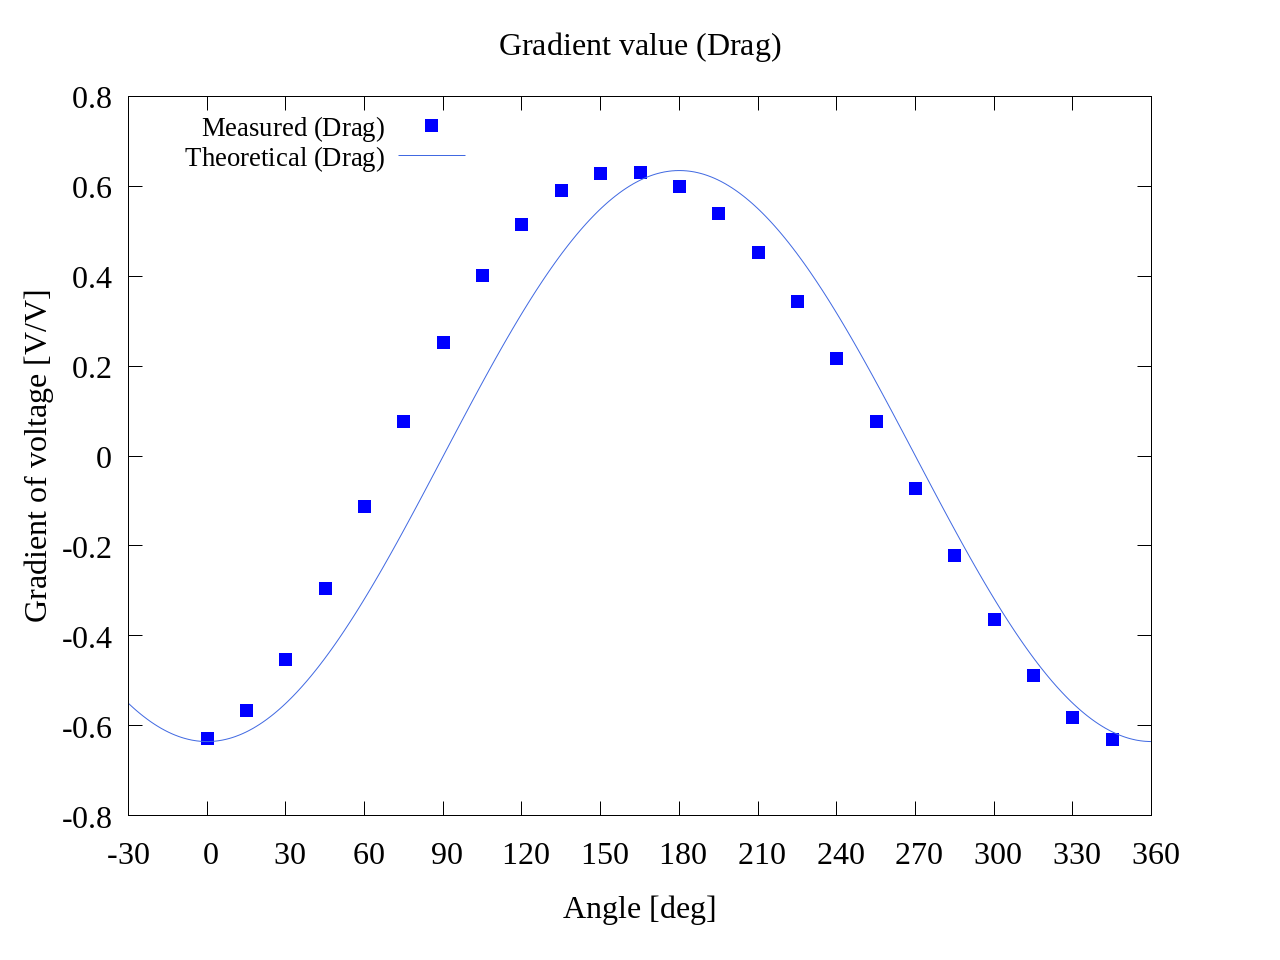 Gradient value (Drag)
Measured (Drag)
Theoretical (Drag)
0.8
0.6
0.4
0.2
0
-0.2
-0.4
-0.6
-0.8
Gradient of voltage [V/V]
-30 0 30 60 90 120 150 180 210 240 270 300 330 360
Angle [deg]